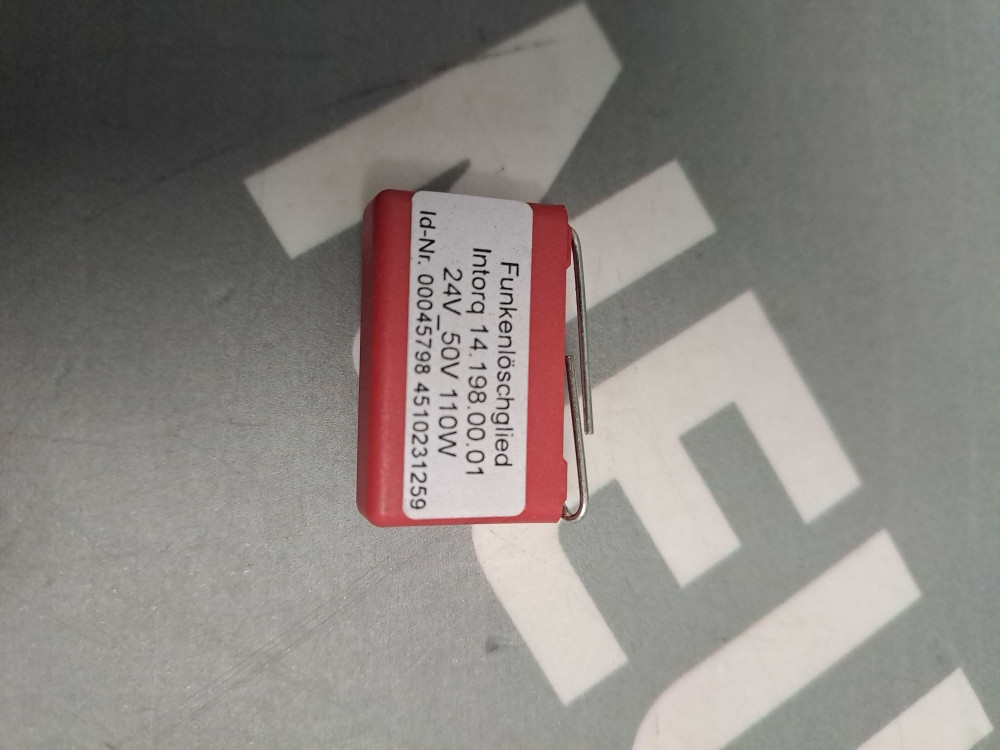 Funkenlöschglied
Intorq 14.198.00.01
24V_50V 110W
Id-Nr. 00045798 4510231259